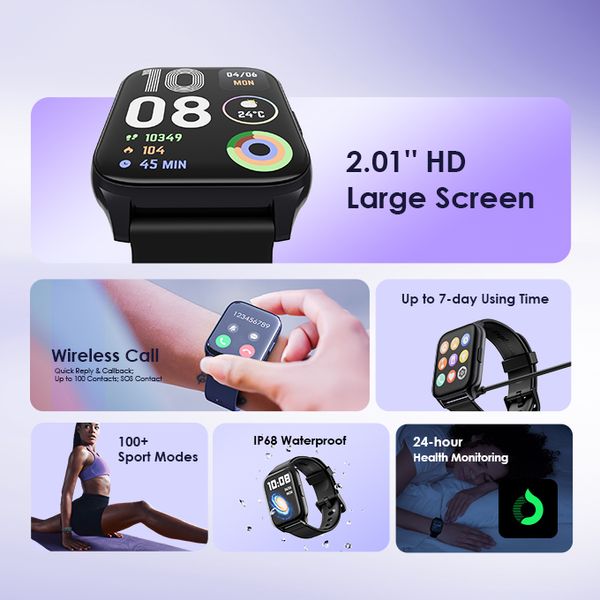 10
08
04/06
MON
24°C
10349
104
45 MIN
2.01'' HD
Large Screen
Wireless Call
Quick Reply & Callback;
Up to 100 Contacts; SOS Contact
123456789
Up to 7-day Using Time
100+
Sport Modes
IP68 Waterproof
10:08
24-hour
Health Monitoring